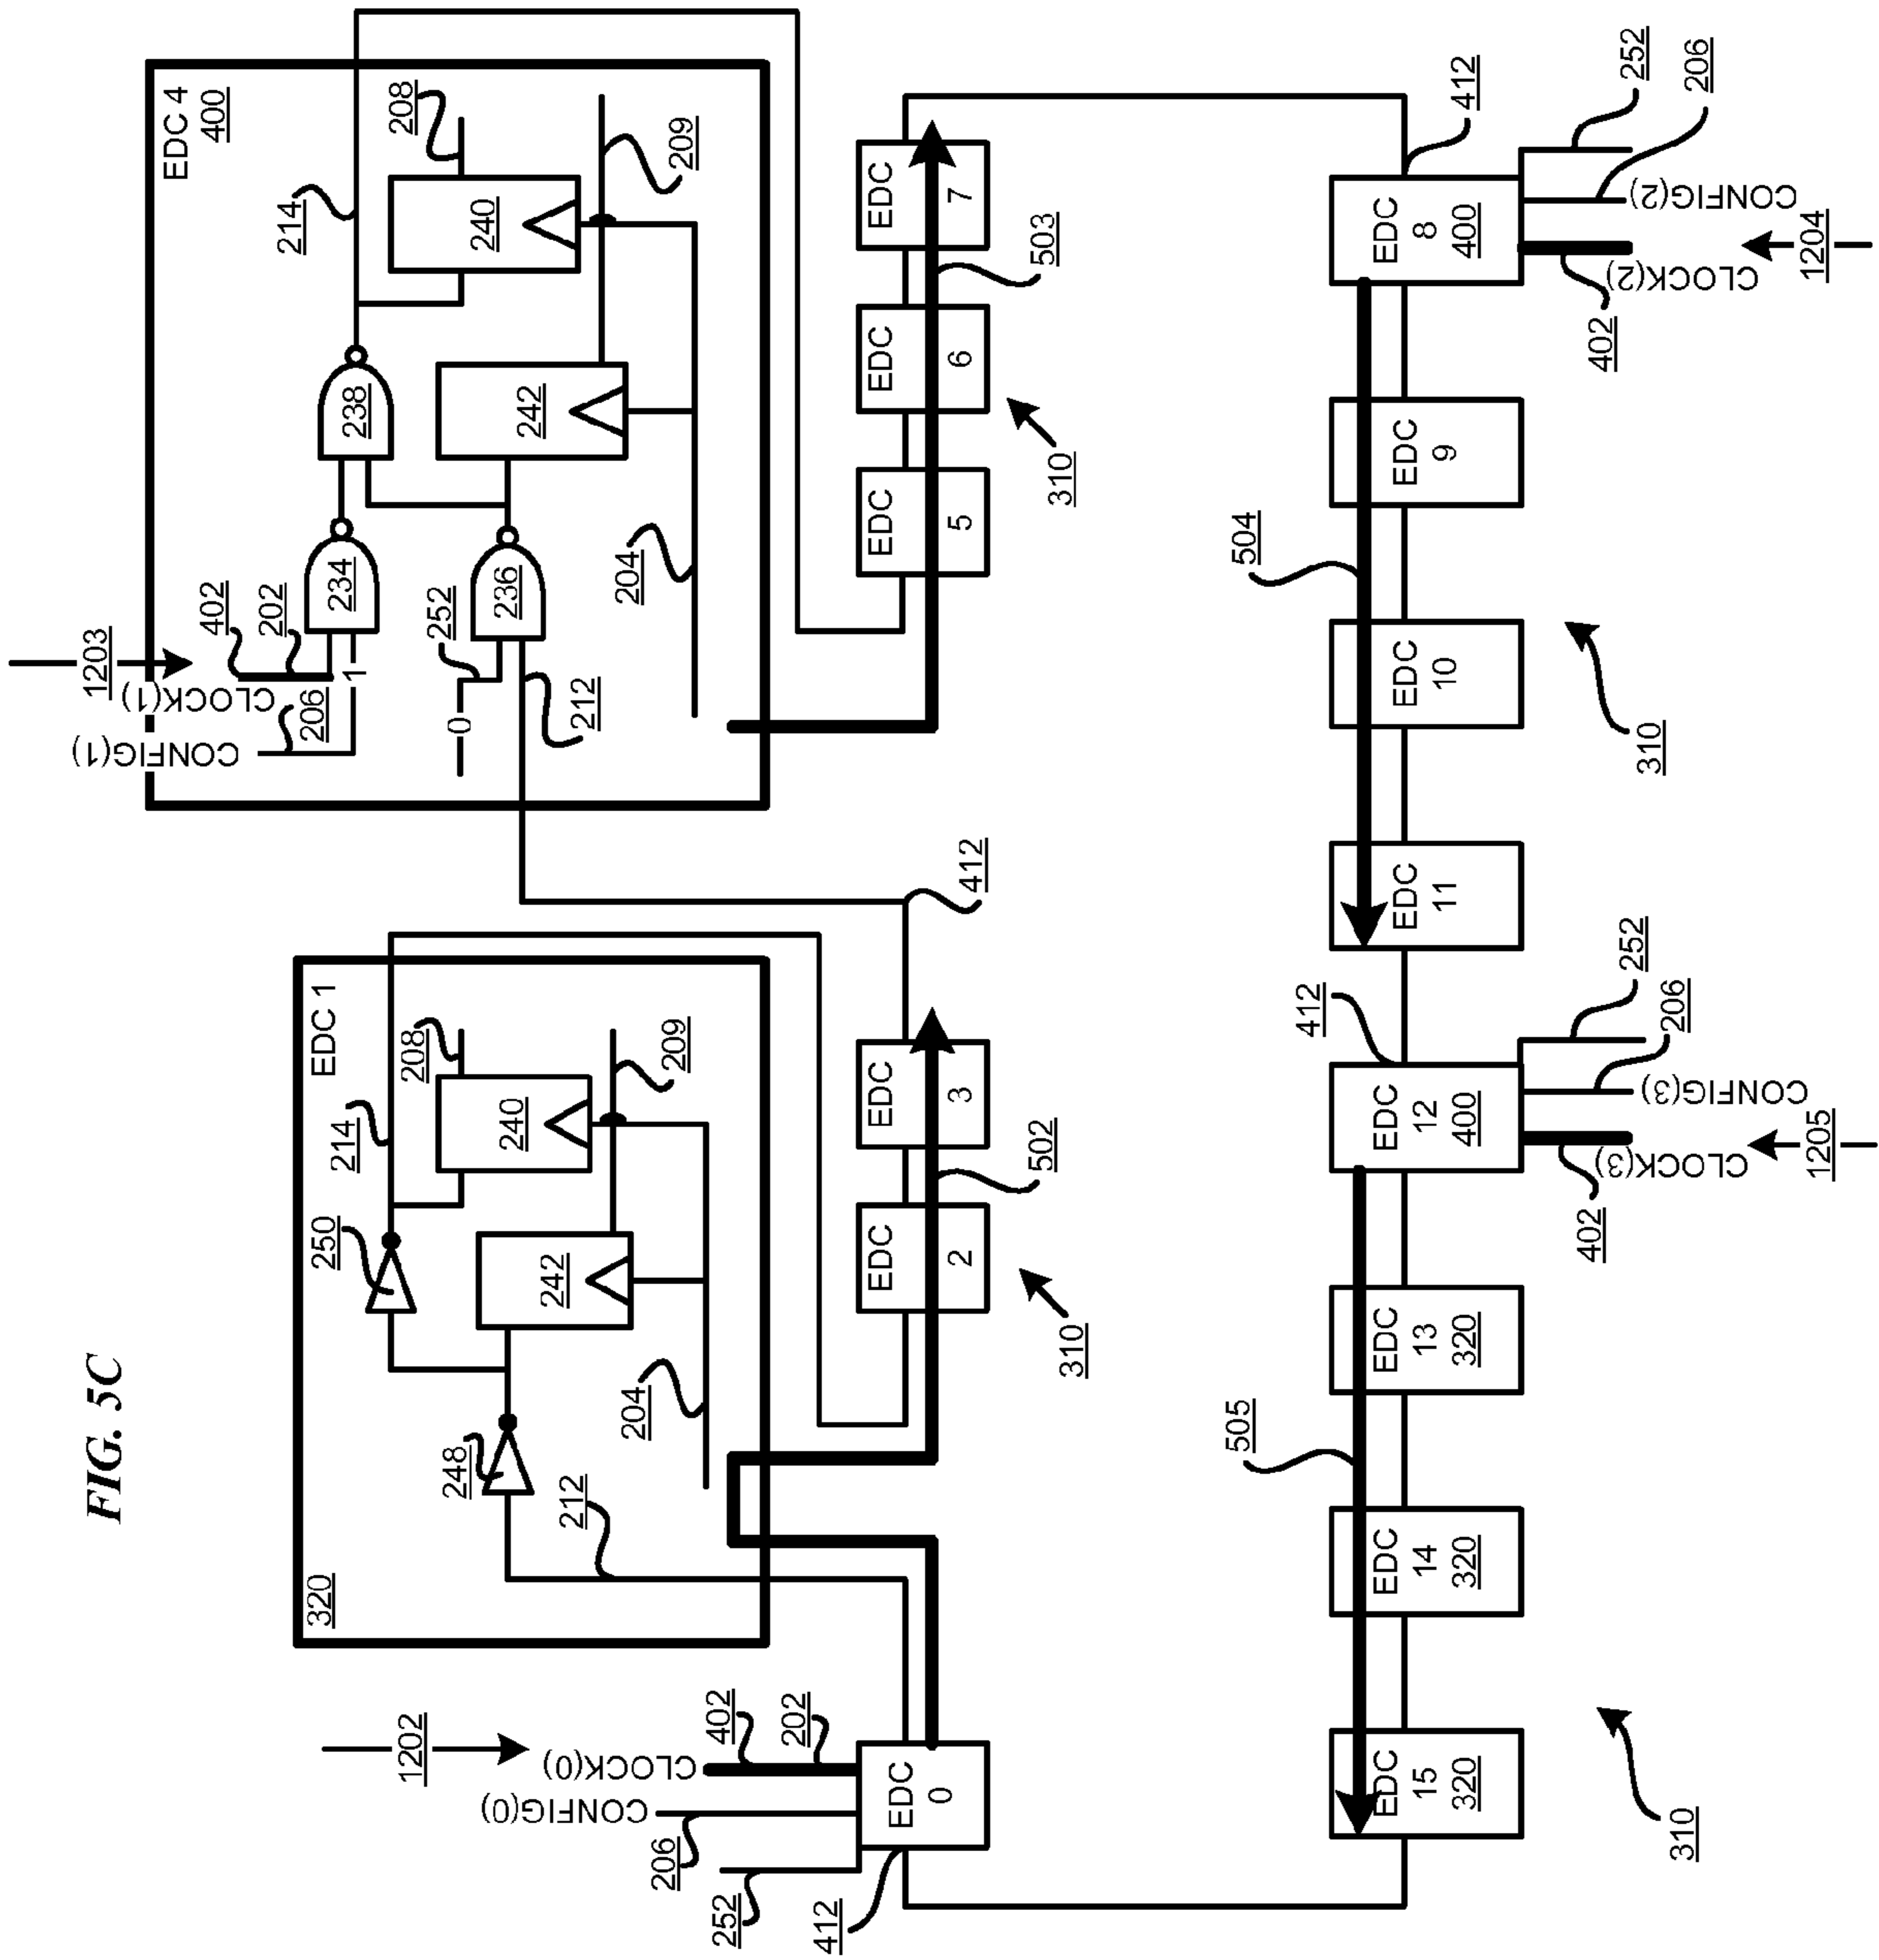 FIG. 5C
EDC 4
400
214
208
240
209
238
242
234
236
402
202
252
204
1203
CLOCK(1)
CONFIG(1)
206
1
0
212
412
EDC 1
320
214
208
240
209
250
242
248
204
212
EDC
5
EDC
6
EDC
7
503
310
EDC
2
EDC
3
502
310
1202
CLOCK(0)
402
202
CONFIG(0)
206
252
EDC
0
412
412
EDC
8
400
252
206
CONFIG(2)
CLOCK(2)
402
1204
504
EDC
9
EDC
10
EDC
11
310
412
EDC
12
400
252
206
CONFIG(3)
CLOCK(3)
402
1205
505
EDC
13
320
EDC
14
320
EDC
15
320
310